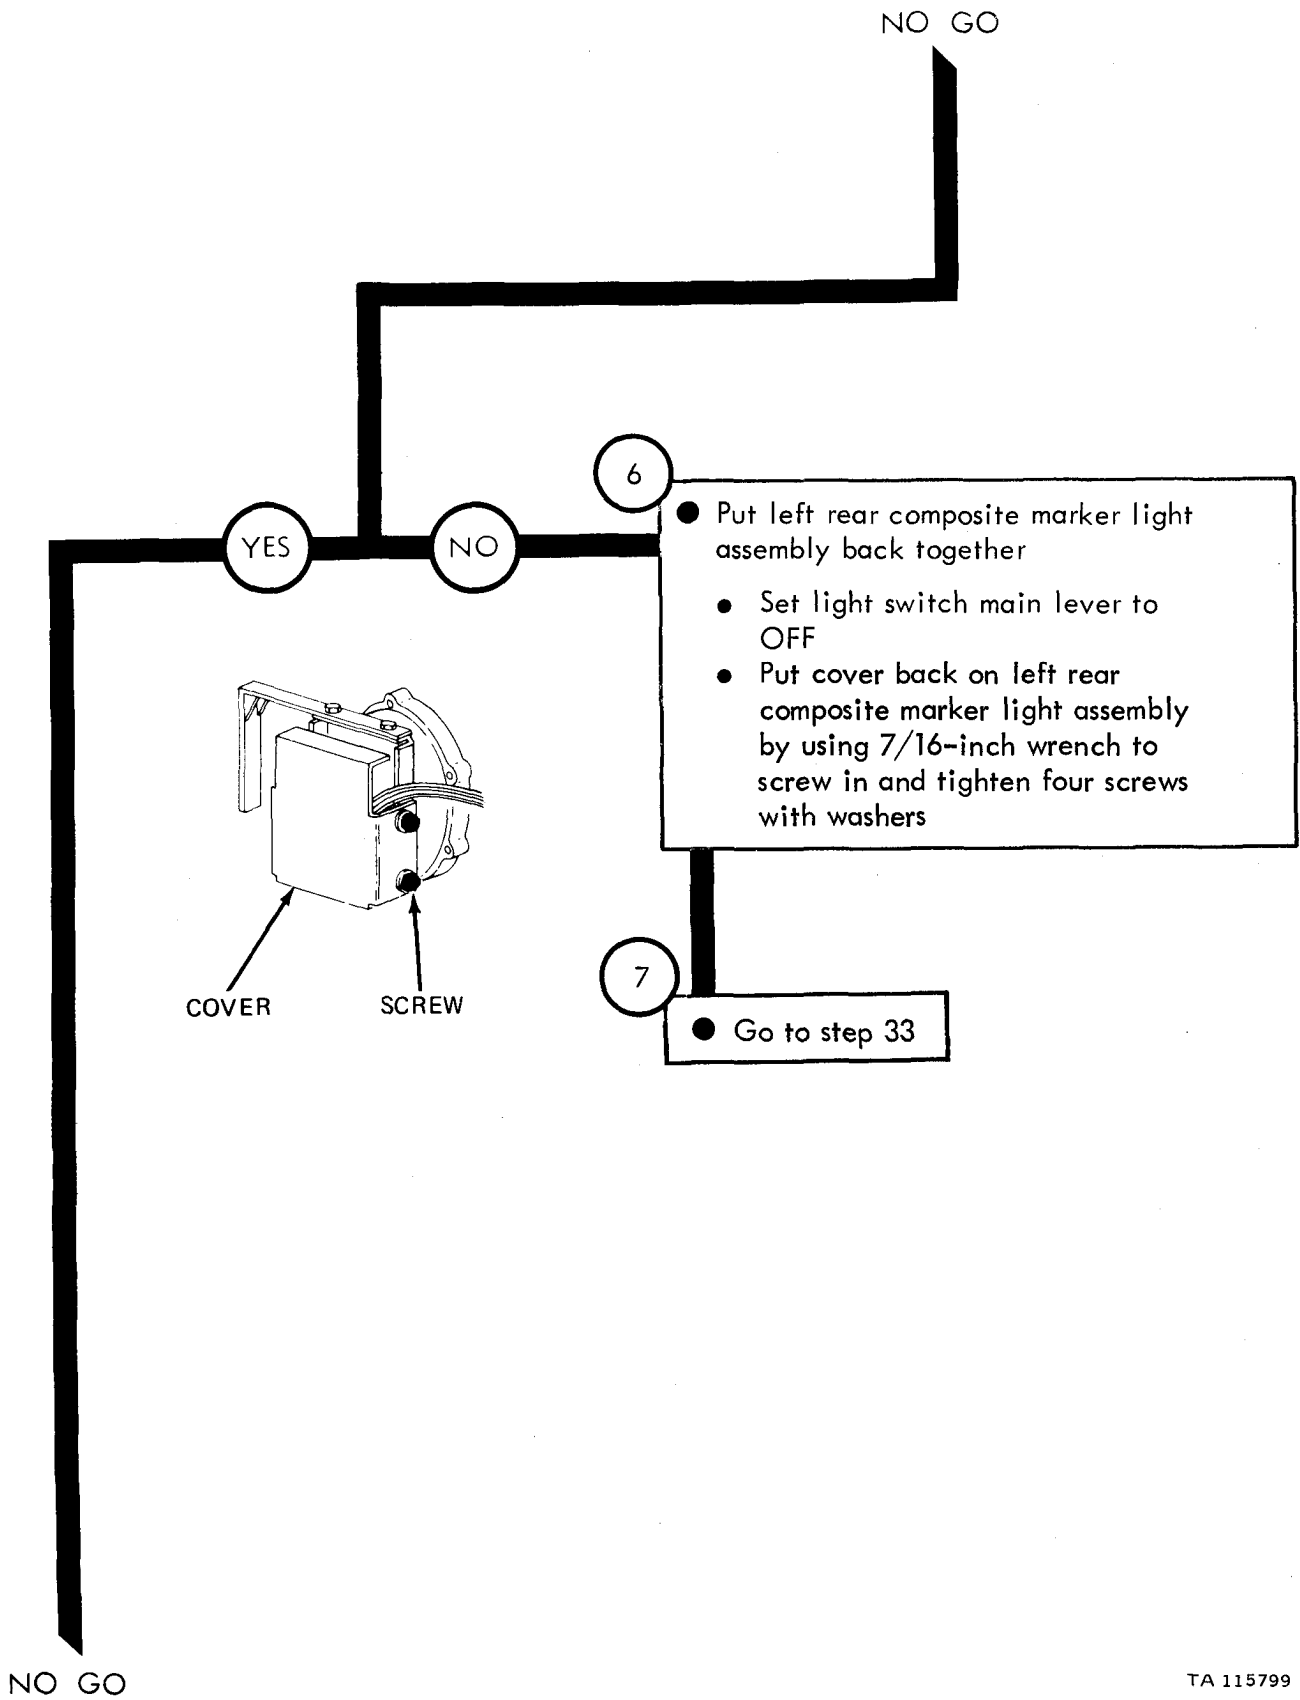 NO GO
6
● Put left rear composite marker light
assembly back together
● Set light switch main lever to
OFF
● Put cover back on left rear
composite marker light assembly
by using 7/16-inch wrench to
screw in and tighten four screws
with washers
YES
NO
COVER
SCREW
7
● Go to step 33
NO GO
TA 115799